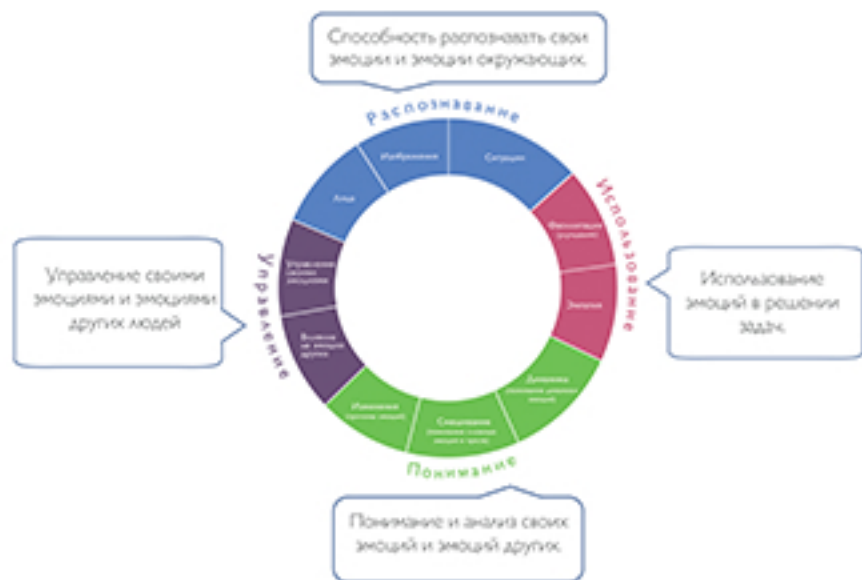 Способность распознавать свои
эмоции и эмоции окружающих.
Распознавание
Изображения
Ситуации
Лица
Использование
Фасилитация
Эмпатия
Управление своими
эмоциями и эмоциями
других людей
Управление
Управление
своими
эмоциями
Влияние
на эмоции
других
Использование
эмоций в решении
задач.
Динамика
Изменения
Смешивание
Понимание
Понимание и анализ своих
эмоций и эмоций других.